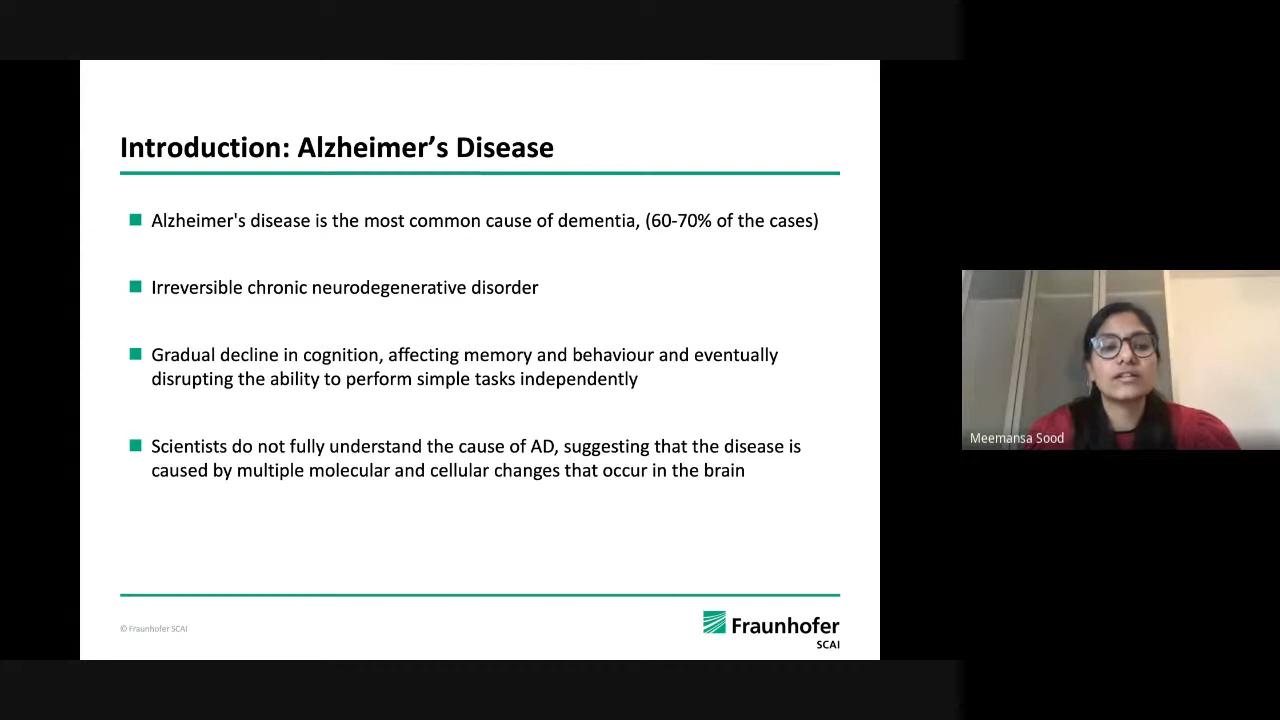 Introduction: Alzheimer’s Disease
Alzheimer's disease is the most common cause of dementia, (60-70% of the cases)
Irreversible chronic neurodegenerative disorder
Gradual decline in cognition, affecting memory and behaviour and eventually
disrupting the ability to perform simple tasks independently
Scientists do not fully understand the cause of AD, suggesting that the disease is
caused by multiple molecular and cellular changes that occur in the brain
© Fraunhofer SCAI
Fraunhofer
SCAI
Meemansa Sood